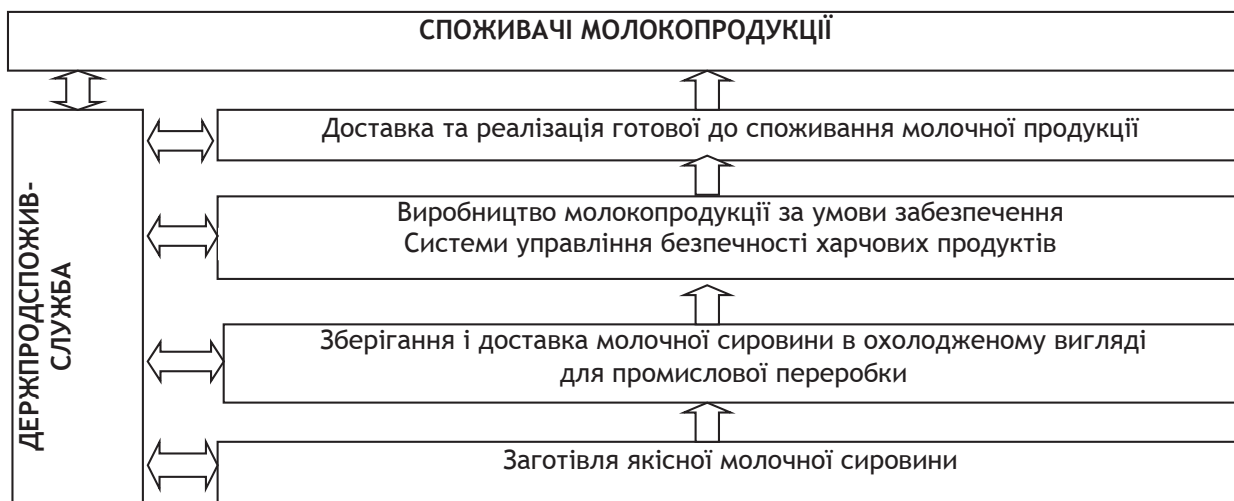 СПОЖИВАЧІ МОЛОКОПРОДУКЦІЇ
Доставка та реалізація готової до споживання молочної продукції
Виробництво молокопродукції за умови забезпечення
Системи управління безпечності харчових продуктів
Зберігання і доставка молочної сировини в охолодженому вигляді
для промислової переробки
Заготівля якісної молочної сировини
ДЕРЖПРОДСПОЖИВ-
СЛУЖБА